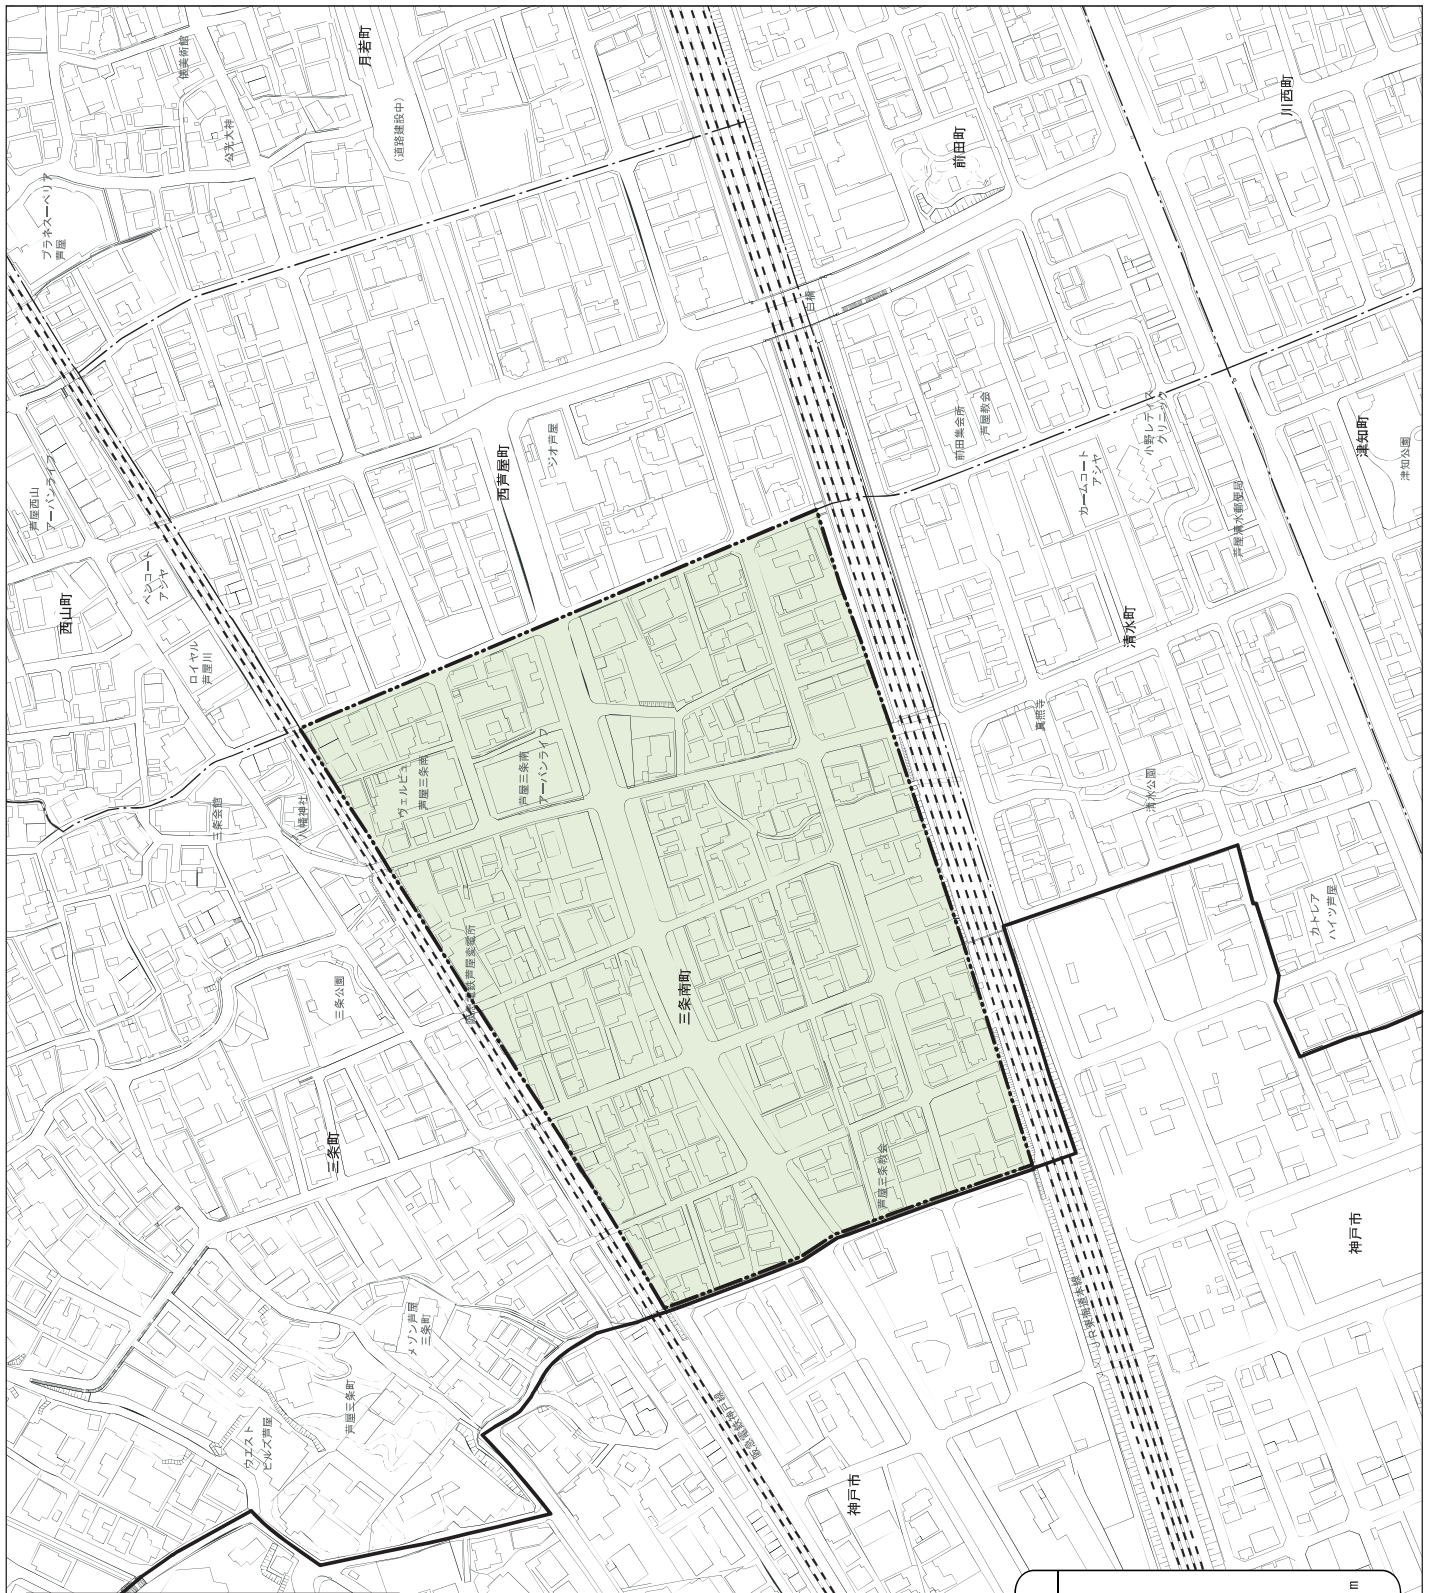 月若町
俵美術館
公光大神
(道路建設中)
プラネスーペリア
芦屋
川西町
前田町
芦屋西山
アーバンライフ
西山町
ベンコート
アシヤ
ロイヤル
芦屋川
西芦屋町
ジオ芦屋
前田集会所
芦屋教会
カームコート
アシヤ
小野レディス
クリニック
芦屋清水郵便局
津知町
津知公園
清水町
真照寺
清水公園
三条会館
八幡神社
ヴェルビュ
芦屋三条南
芦屋三条南
アーバンライフ
三条公園
三条南町
三条町
カトレア
ハイツ芦屋
芦屋三条教会
神戸市
JR東海道本線
メゾン芦屋
三条町
芦屋三条町
ウエスト
ヒルズ芦屋
阪急電鉄神戸線
神戸市
m